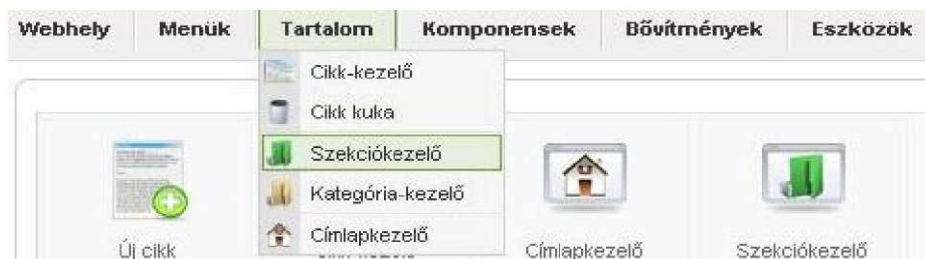 Webhely Menük Tartalom Komponensek Bővítmények Eszközök
Cikk-kezelő
Cikk kuka
Szekciókezelő
Kategória-kezelő
Címlapkezelő
Új cikk Címlapkezelő Szekciókezelő